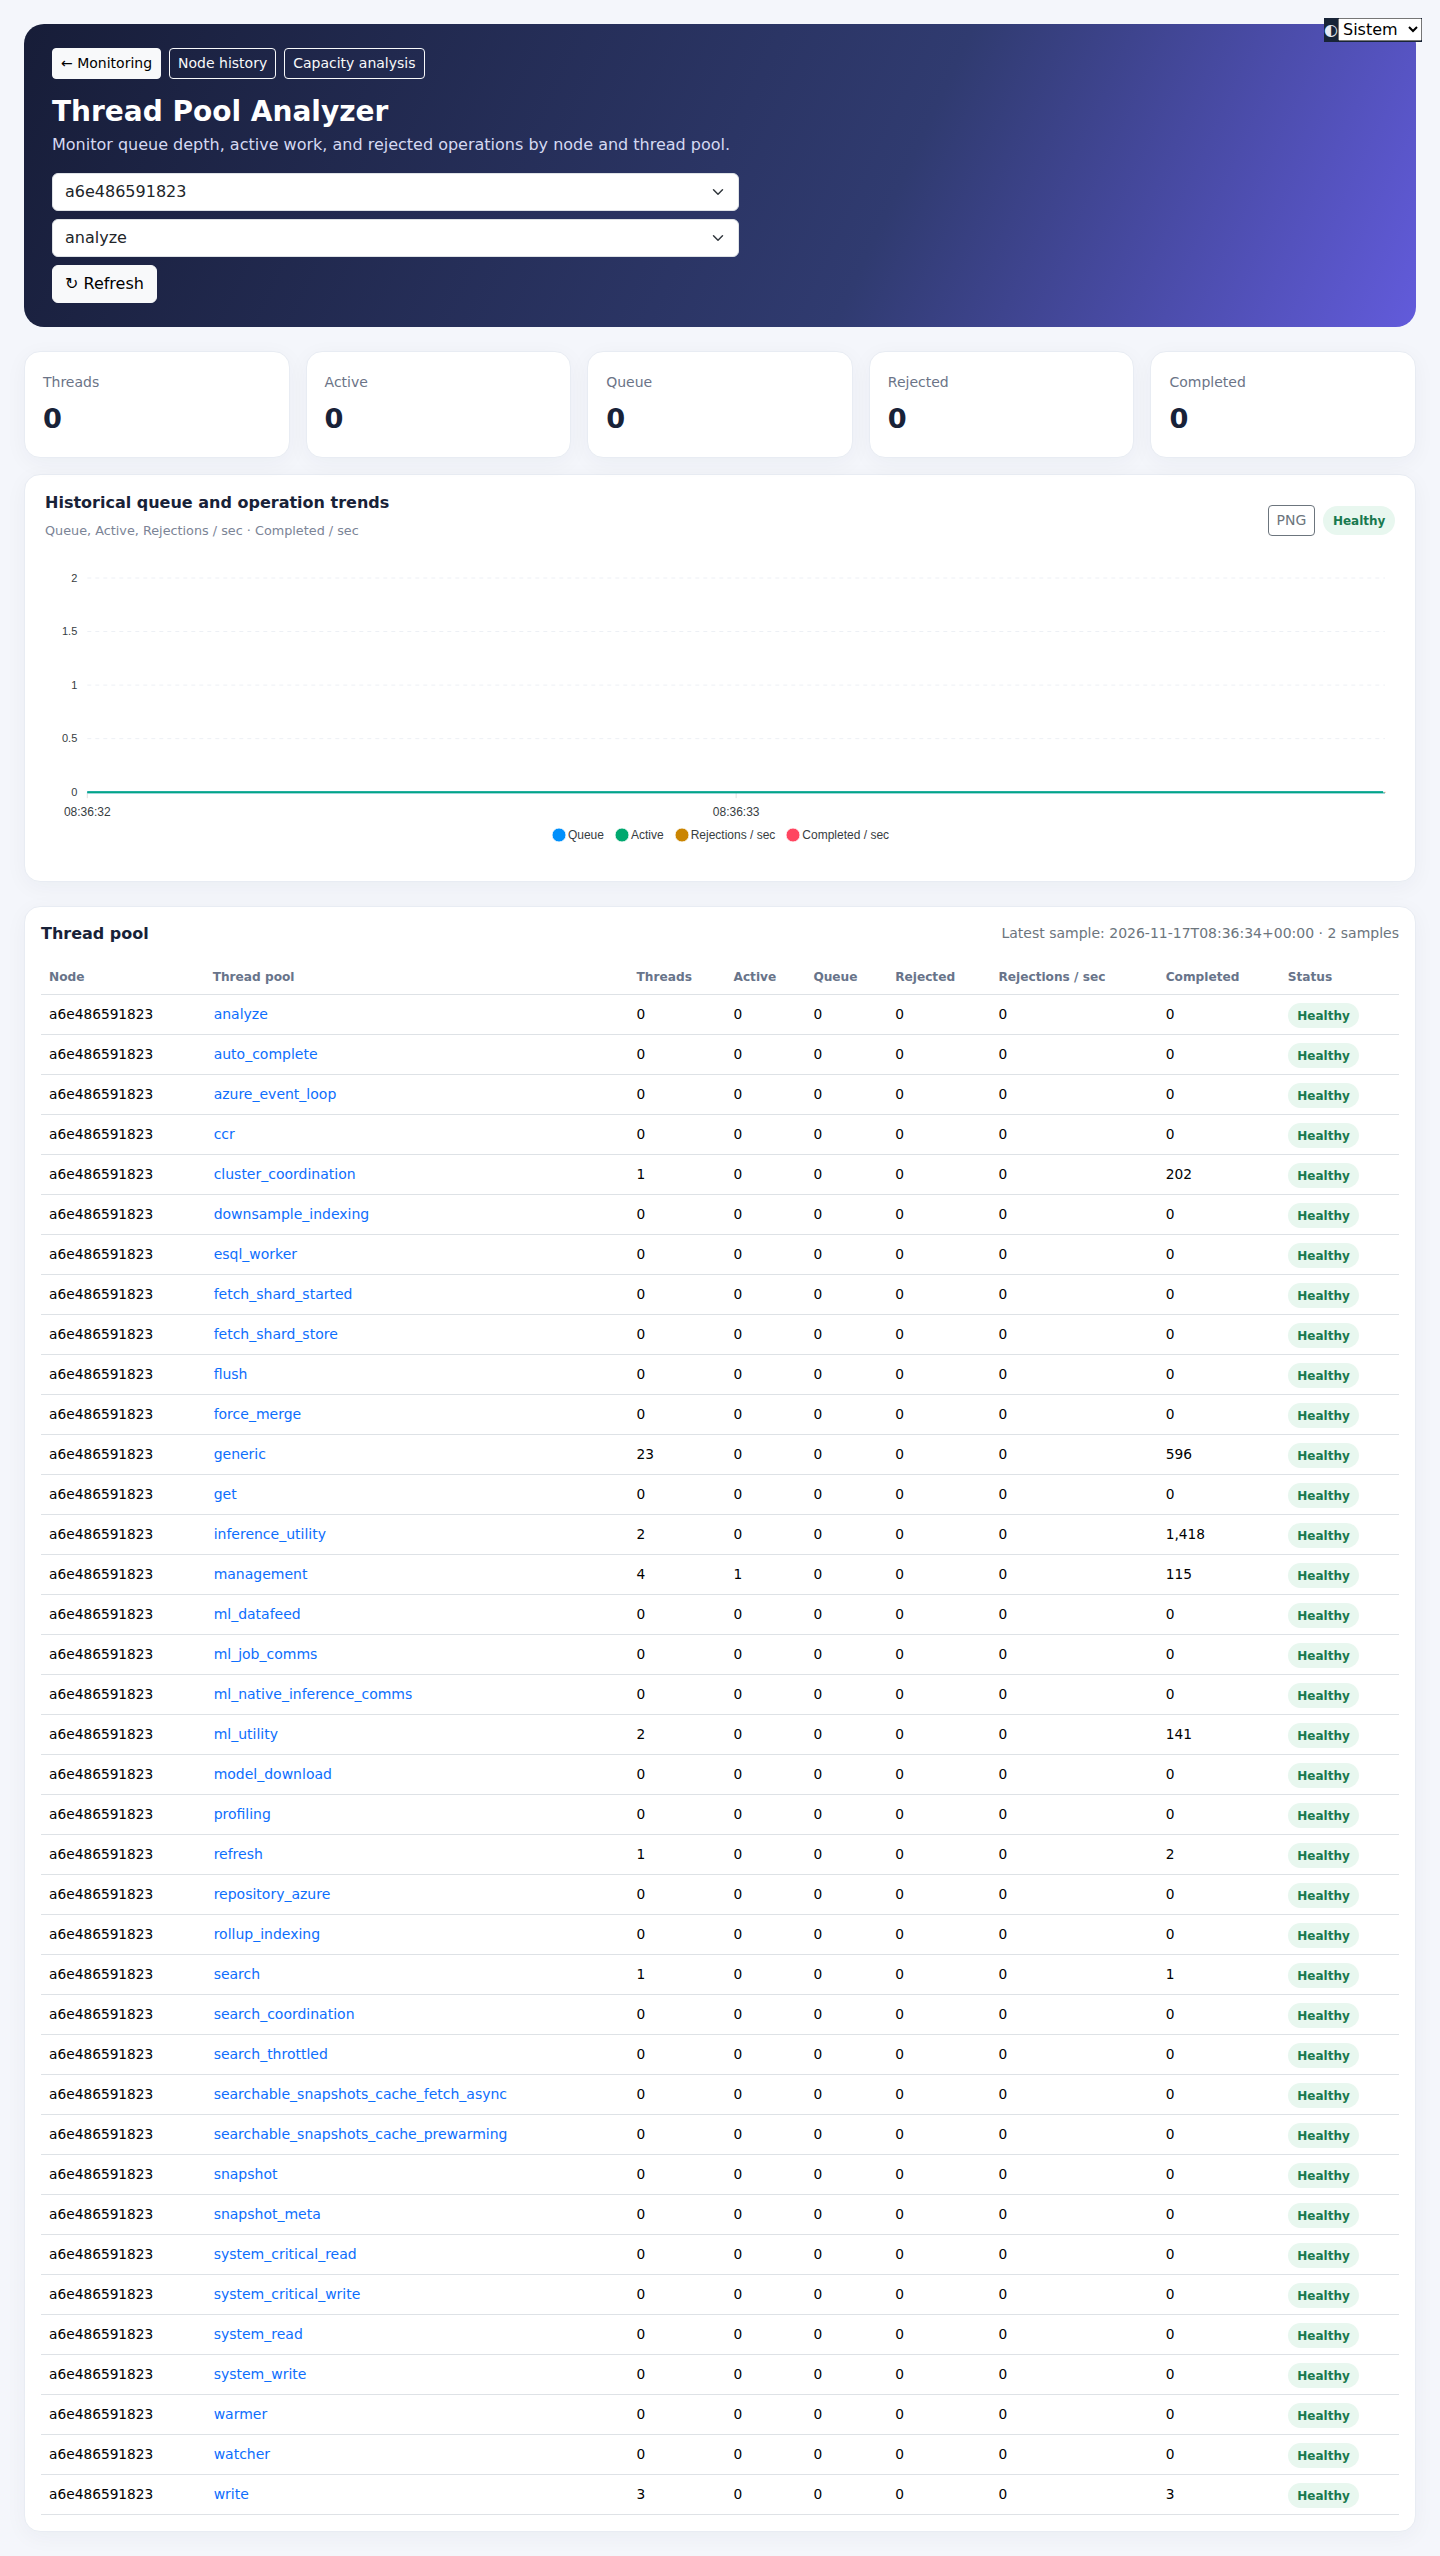 ◐ Sistem
← Monitoring Node history Capacity analysis
Thread Pool Analyzer
Monitor queue depth, active work, and rejected operations by node and thread pool.
a6e486591823
analyze
↻ Refresh
Threads Active Queue Rejected Completed
0 0 0 0 0
Historical queue and operation trends
Queue, Active, Rejections / sec · Completed / sec
PNG Healthy
2
1.5
1
0.5
0
08:36:32 08:36:33
Queue Active Rejections / sec Completed / sec
Thread pool Latest sample: 2026-11-17T08:36:34+00:00 · 2 samples
Node Thread pool Threads Active Queue Rejected Rejections / sec Completed Status
a6e486591823 analyze 0 0 0 0 0 0 Healthy
a6e486591823 auto_complete 0 0 0 0 0 0 Healthy
a6e486591823 azure_event_loop 0 0 0 0 0 0 Healthy
a6e486591823 ccr 0 0 0 0 0 0 Healthy
a6e486591823 cluster_coordination 1 0 0 0 0 202 Healthy
a6e486591823 downsample_indexing 0 0 0 0 0 0 Healthy
a6e486591823 esql_worker 0 0 0 0 0 0 Healthy
a6e486591823 fetch_shard_started 0 0 0 0 0 0 Healthy
a6e486591823 fetch_shard_store 0 0 0 0 0 0 Healthy
a6e486591823 flush 0 0 0 0 0 0 Healthy
a6e486591823 force_merge 0 0 0 0 0 0 Healthy
a6e486591823 generic 23 0 0 0 0 596 Healthy
a6e486591823 get 0 0 0 0 0 0 Healthy
a6e486591823 inference_utility 2 0 0 0 0 1,418 Healthy
a6e486591823 management 4 1 0 0 0 115 Healthy
a6e486591823 ml_datafeed 0 0 0 0 0 0 Healthy
a6e486591823 ml_job_comms 0 0 0 0 0 0 Healthy
a6e486591823 ml_native_inference_comms 0 0 0 0 0 0 Healthy
a6e486591823 ml_utility 2 0 0 0 0 141 Healthy
a6e486591823 model_download 0 0 0 0 0 0 Healthy
a6e486591823 profiling 0 0 0 0 0 0 Healthy
a6e486591823 refresh 1 0 0 0 0 2 Healthy
a6e486591823 repository_azure 0 0 0 0 0 0 Healthy
a6e486591823 rollup_indexing 0 0 0 0 0 0 Healthy
a6e486591823 search 1 0 0 0 0 1 Healthy
a6e486591823 search_coordination 0 0 0 0 0 0 Healthy
a6e486591823 search_throttled 0 0 0 0 0 0 Healthy
a6e486591823 searchable_snapshots_cache_fetch_async 0 0 0 0 0 0 Healthy
a6e486591823 searchable_snapshots_cache_prewarming 0 0 0 0 0 0 Healthy
a6e486591823 snapshot 0 0 0 0 0 0 Healthy
a6e486591823 snapshot_meta 0 0 0 0 0 0 Healthy
a6e486591823 system_critical_read 0 0 0 0 0 0 Healthy
a6e486591823 system_critical_write 0 0 0 0 0 0 Healthy
a6e486591823 system_read 0 0 0 0 0 0 Healthy
a6e486591823 system_write 0 0 0 0 0 0 Healthy
a6e486591823 warmer 0 0 0 0 0 0 Healthy
a6e486591823 watcher 0 0 0 0 0 0 Healthy
a6e486591823 write 3 0 0 0 0 3 Healthy